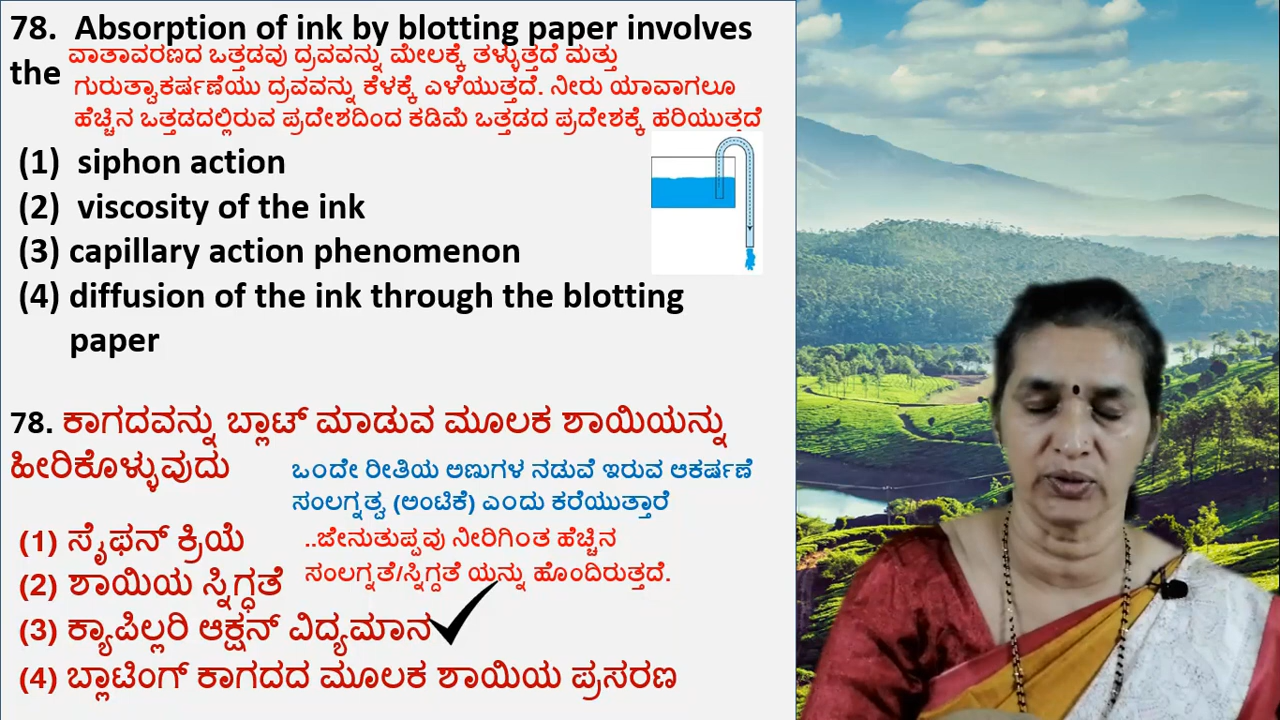 78. Absorption of ink by blotting paper involves
the
ವಾತಾವರಣದ ಒತ್ತಡವು ದ್ರವವನ್ನು ಮೇಲಕ್ಕೆ ತಳ್ಳುತ್ತದೆ ಮತ್ತು
ಗುರುತ್ವಾಕರ್ಷಣೆಯು ದ್ರವವನ್ನು ಕೆಳಕ್ಕೆ ಎಳೆಯುತ್ತದೆ. ನೀರು ಯಾವಾಗಲೂ
ಹೆಚ್ಚಿನ ಒತ್ತಡದಲ್ಲಿರುವ ಪ್ರದೇಶದಿಂದ ಕಡಿಮೆ ಒತ್ತಡದ ಪ್ರದೇಶಕ್ಕೆ ಹರಿಯುತ್ತದೆ
(1) siphon action
(2) viscosity of the ink
(3) capillary action phenomenon
(4) diffusion of the ink through the blotting
paper
78. ಕಾಗದವನ್ನು ಬ್ಲಾಟ್ ಮಾಡುವ ಮೂಲಕ ಶಾಯಿಯನ್ನು
ಹೀರಿಕೊಳ್ಳುವುದು
ಒಂದೇ ರೀತಿಯ ಅಣುಗಳ ನಡುವೆ ಇರುವ ಆಕರ್ಷಣೆ
ಸಂಲಗ್ನತ್ವ (ಅಂಟಿಕೆ) ಎಂದು ಕರೆಯುತ್ತಾರೆ
(1) ಸೈಫನ್ ಕ್ರಿಯೆ
..ಜೇನುತುಪ್ಪವು ನೀರಿಗಿಂತ ಹೆಚ್ಚಿನ
ಸಂಲಗ್ನತೆ/ಸ್ನಿಗ್ದತೆ ಯನ್ನು ಹೊಂದಿರುತ್ತದೆ.
(2) ಶಾಯಿಯ ಸ್ನಿಗ್ಧತೆ
(3) ಕ್ಯಾಪಿಲ್ಲರಿ ಆಕ್ಷನ್ ವಿದ್ಯಮಾನ
(4) ಬ್ಲಾಟಿಂಗ್ ಕಾಗದದ ಮೂಲಕ ಶಾಯಿಯ ಪ್ರಸರಣ